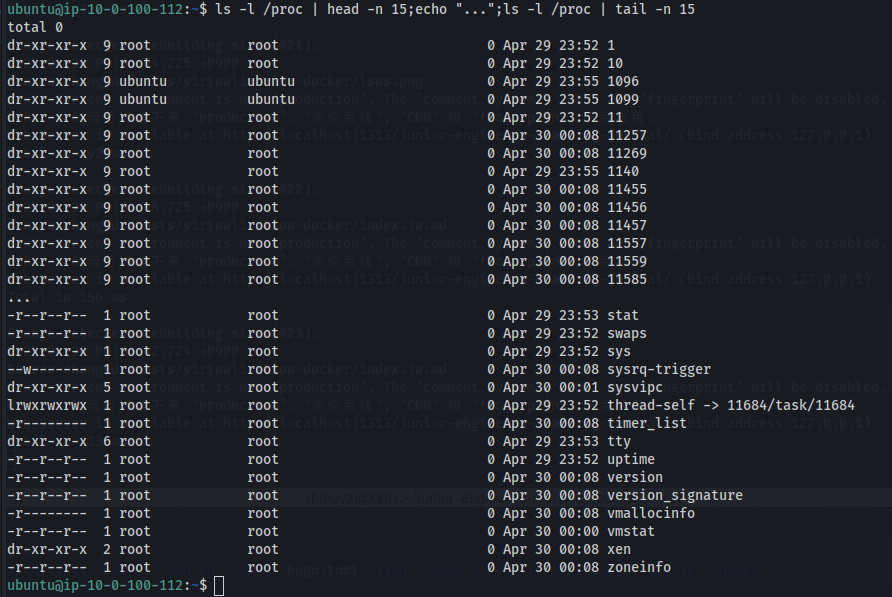 ubuntu@ip-10-0-100-112:~$ ls -l /proc | head -n 15;echo "...";ls -l /proc | tail -n 15
total 0
dr-xr-xr-x  9 root            root                          0 Apr 29 23:52 1
dr-xr-xr-x  9 root            root                          0 Apr 29 23:52 10
dr-xr-xr-x  9 ubuntu          ubuntu                        0 Apr 29 23:55 1096
dr-xr-xr-x  9 ubuntu          ubuntu                        0 Apr 29 23:55 1099
dr-xr-xr-x  9 root            root                          0 Apr 29 23:52 11
dr-xr-xr-x  9 root            root                          0 Apr 30 00:08 11257
dr-xr-xr-x  9 root            root                          0 Apr 30 00:08 11269
dr-xr-xr-x  9 root            root                          0 Apr 29 23:55 1140
dr-xr-xr-x  9 root            root                          0 Apr 30 00:08 11455
dr-xr-xr-x  9 root            root                          0 Apr 30 00:08 11456
dr-xr-xr-x  9 root            root                          0 Apr 30 00:08 11457
dr-xr-xr-x  9 root            root                          0 Apr 30 00:08 11557
dr-xr-xr-x  9 root            root                          0 Apr 30 00:08 11559
dr-xr-xr-x  9 root            root                          0 Apr 30 00:08 11585
...
-r--r--r--  1 root            root                          0 Apr 29 23:53 stat
-r--r--r--  1 root            root                          0 Apr 29 23:52 swaps
dr-xr-xr-x  1 root            root                          0 Apr 29 23:52 sys
--w-------  1 root            root                          0 Apr 30 00:08 sysrq-trigger
dr-xr-xr-x  5 root            root                          0 Apr 30 00:01 sysvipc
lrwxrwxrwx  1 root            root                          0 Apr 29 23:52 thread-self -> 11684/task/11684
-r--------  1 root            root                          0 Apr 30 00:08 timer_list
dr-xr-xr-x  6 root            root                          0 Apr 29 23:53 tty
-r--r--r--  1 root            root                          0 Apr 29 23:52 uptime
-r--r--r--  1 root            root                          0 Apr 30 00:08 version
-r--r--r--  1 root            root                          0 Apr 30 00:08 version_signature
-r--------  1 root            root                          0 Apr 30 00:08 vmallocinfo
-r--r--r--  1 root            root                          0 Apr 30 00:00 vmstat
dr-xr-xr-x  2 root            root                          0 Apr 30 00:08 xen
-r--r--r--  1 root            root                          0 Apr 30 00:08 zoneinfo
ubuntu@ip-10-0-100-112:~$